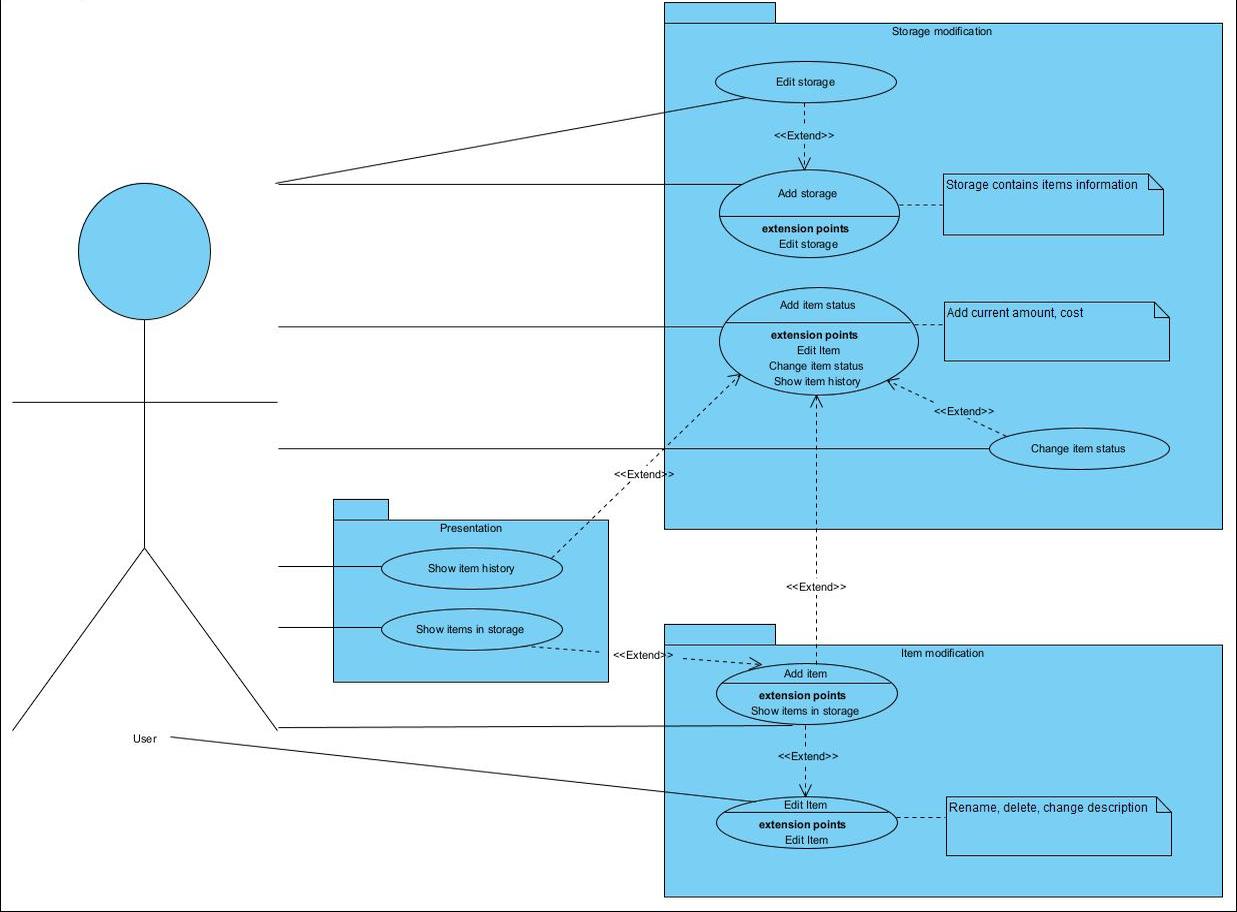 Storage modification
Edit storage
<<Extend>>
Add storage
extension points
Edit storage
Storage contains items information
Add item status
extension points
Edit Item
Change item status
Show item history
Add current amount, cost
<<Extend>>
Change item status
<<Extend>>
Presentation
Show item history
Show items in storage
<<Extend>>
<<Extend>>
Item modification
Add item
extension points
Show items in storage
<<Extend>>
Edit Item
extension points
Edit Item
Rename, delete, change description
User